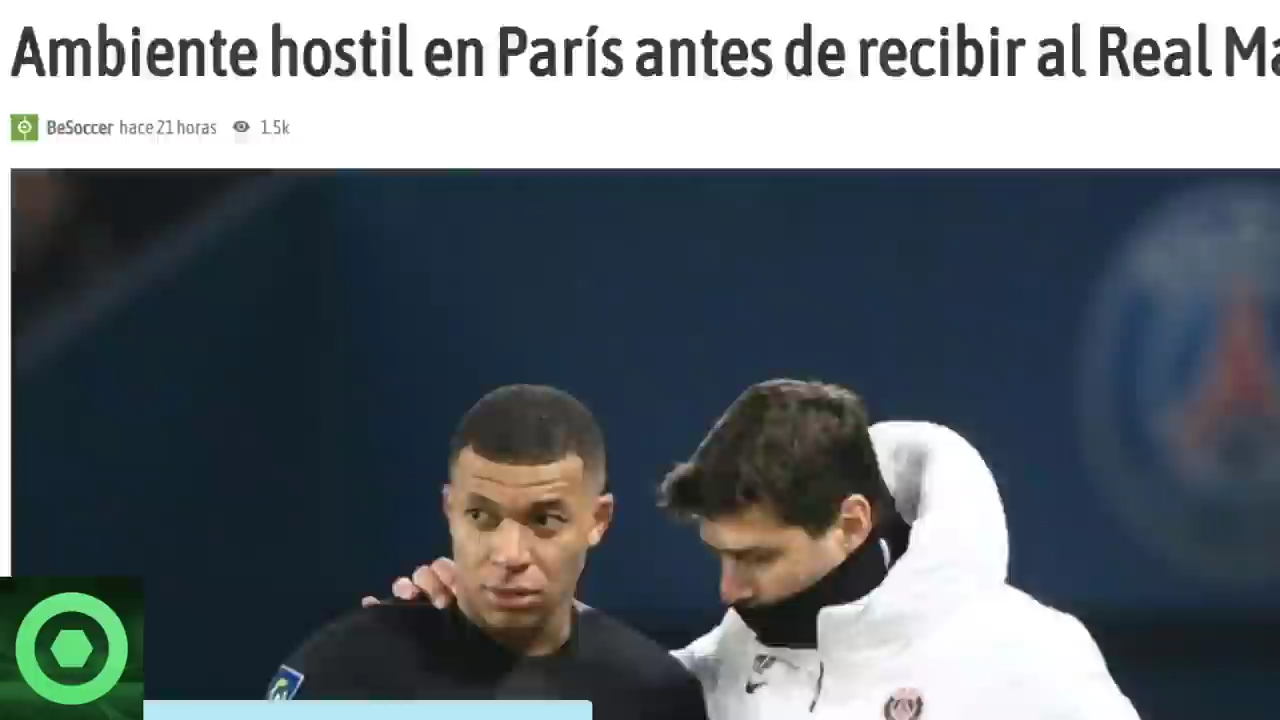 Ambiente hostil en París antes de recibir al Real Ma
BeSoccer hace 21 horas 1.5k